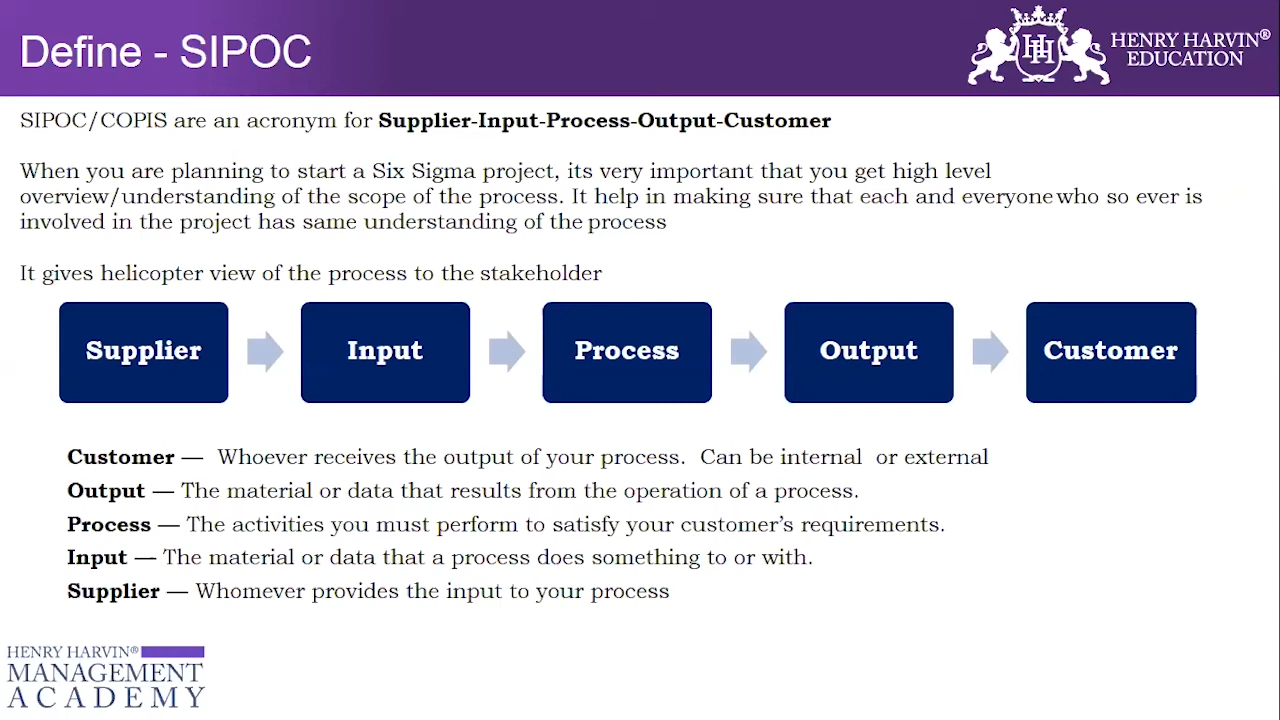 Define - SIPOC
HENRY HARVIN®
EDUCATION
SIPOC/COPIS are an acronym for Supplier-Input-Process-Output-Customer
When you are planning to start a Six Sigma project, its very important that you get high level
overview/understanding of the scope of the process. It help in making sure that each and everyone who so ever is
involved in the project has same understanding of the process
It gives helicopter view of the process to the stakeholder
Supplier
Input
Process
Output
Customer
Customer — Whoever receives the output of your process. Can be internal or external
Output — The material or data that results from the operation of a process.
Process — The activities you must perform to satisfy your customer's requirements.
Input — The material or data that a process does something to or with.
Supplier — Whomever provides the input to your process
HENRY HARVIN®
MANAGEMENT
ACADEMY